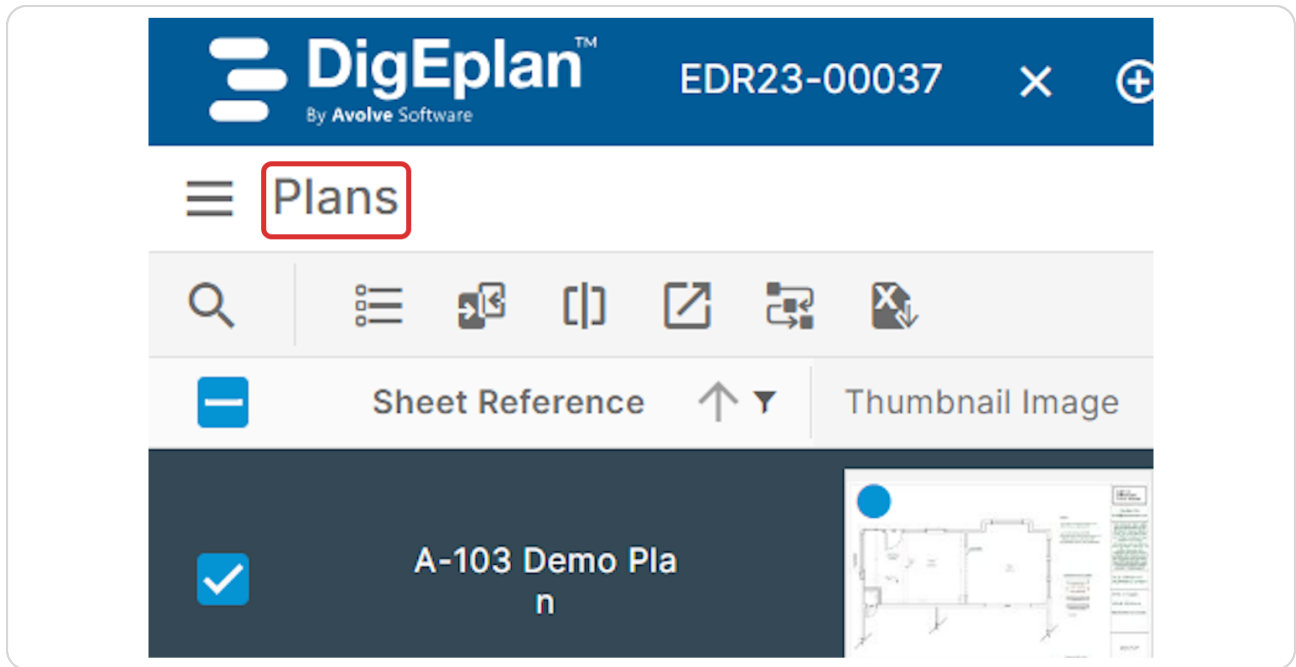 DigEplan™
By Avolve Software
EDR23-00037
Plans
Sheet Reference
Thumbnail Image
A-103 Demo Pla
n